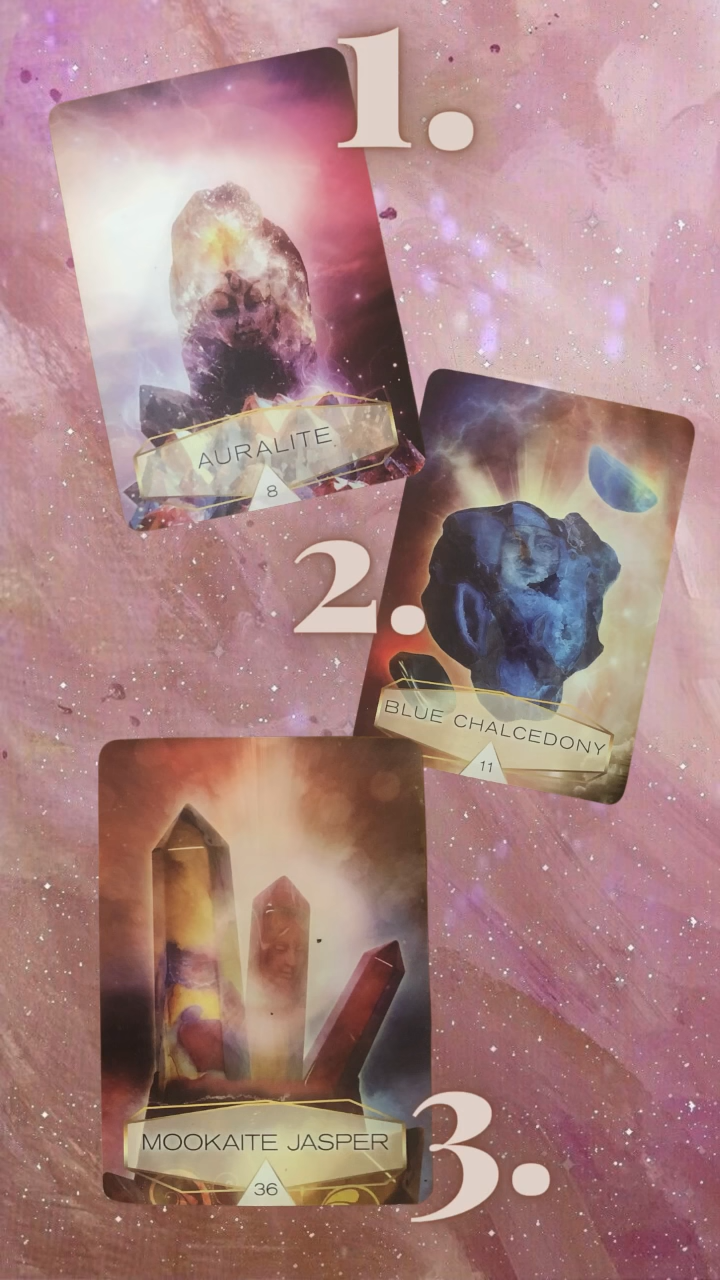 1.
AURALITE
8
2.
BLUE CHALCEDONY
11
MOOKAITE JASPER
36
3.